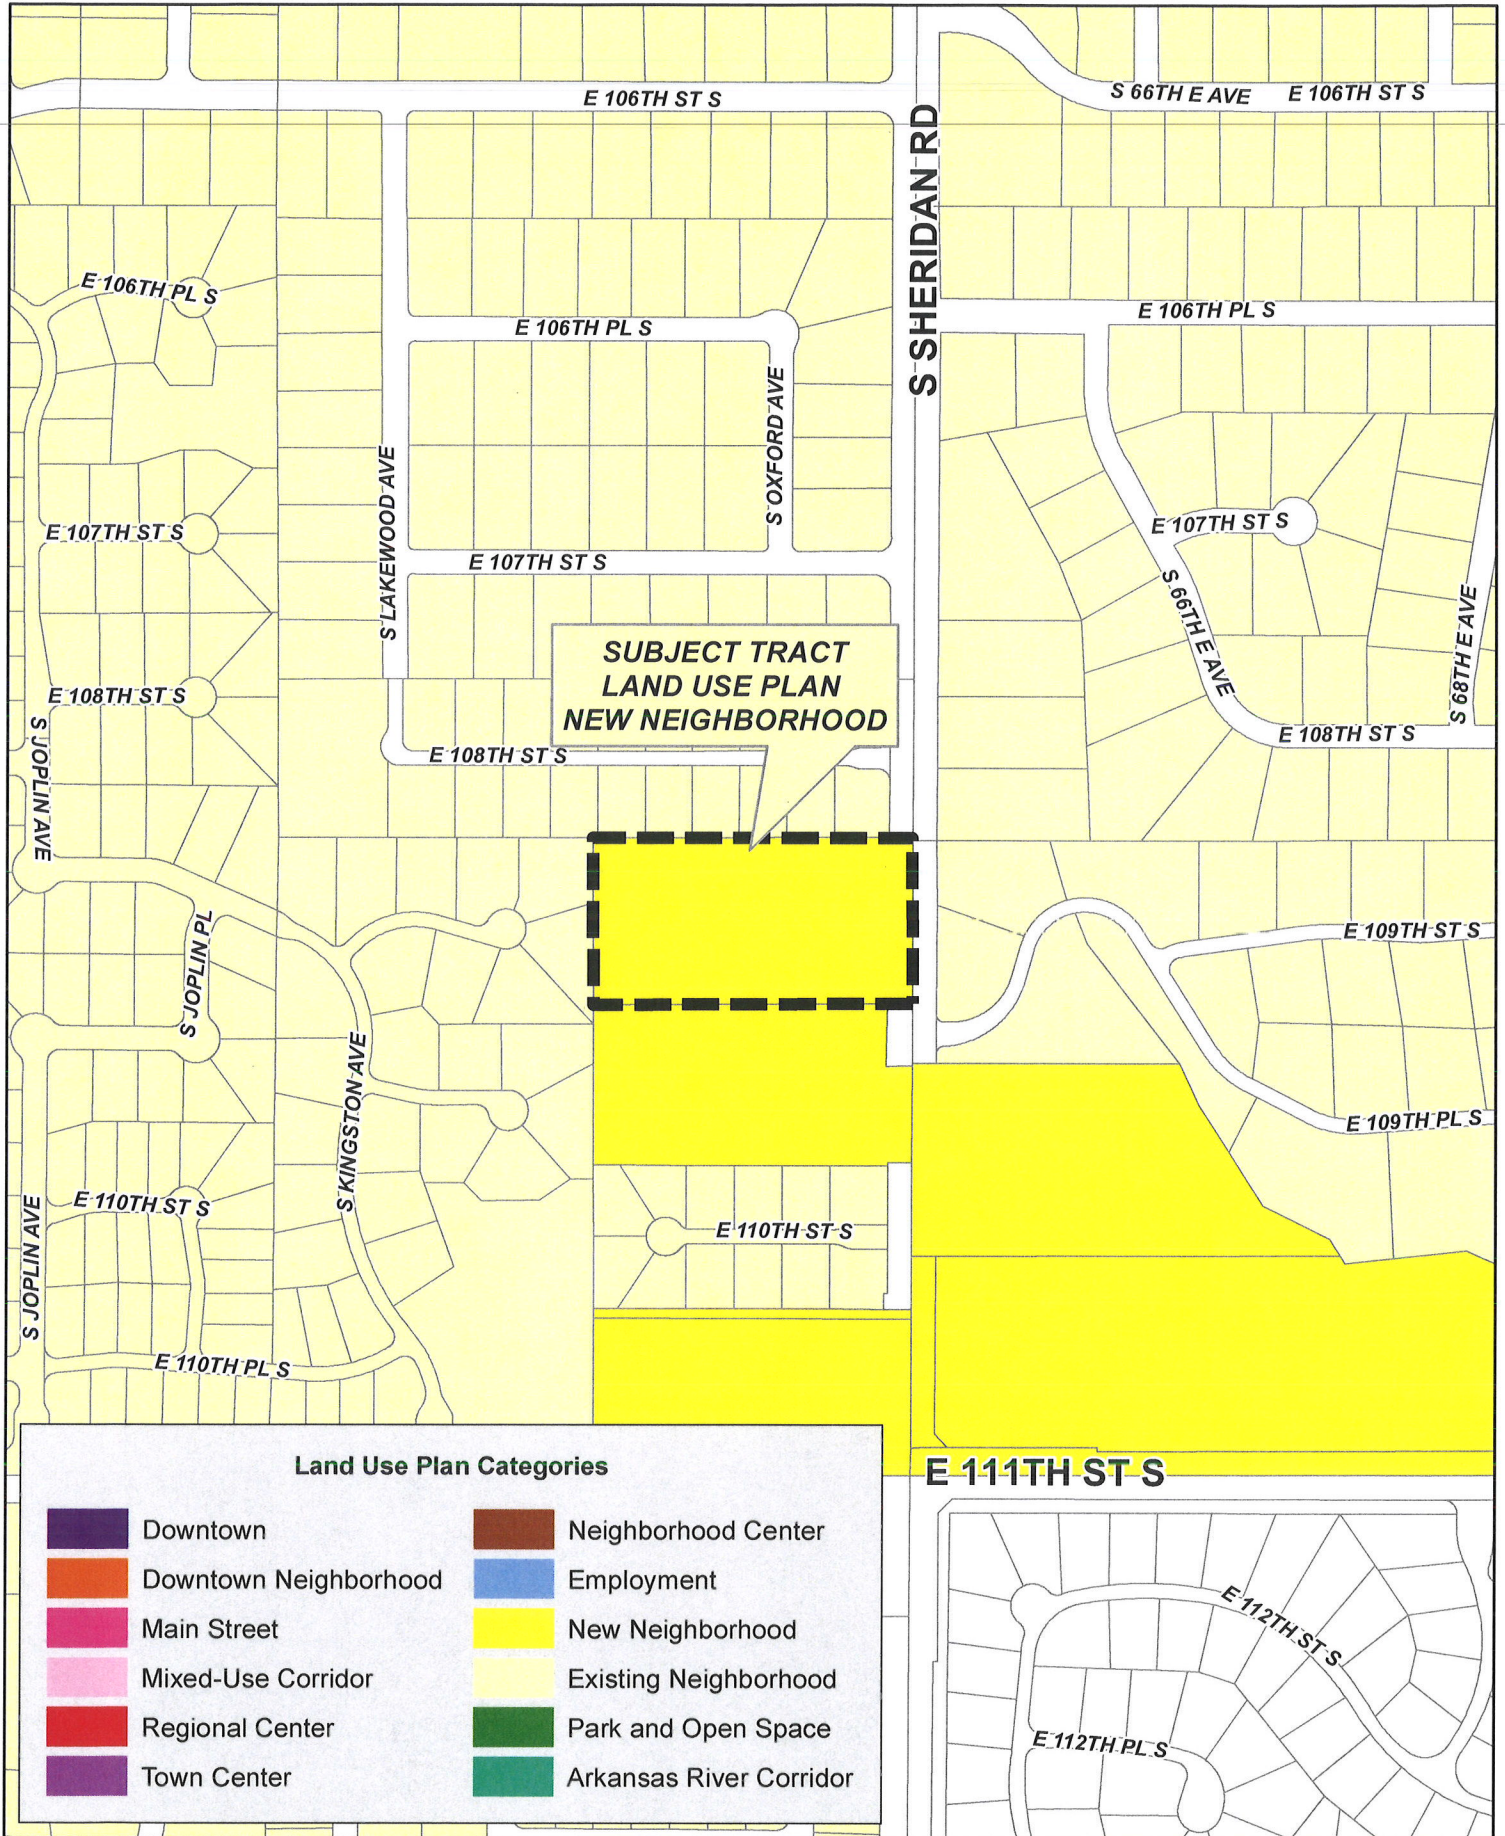 E 106TH ST S
S 66TH E AVE
E 106TH ST S
S SHERIDAN RD
E 106TH PL S
E 106TH PL S
E 106TH PL S
S OXFORD AVE
S LAKEWOOD AVE
E 107TH ST S
E 107TH ST S
E 107TH ST S
S 66TH E AVE
S 68TH E AVE
SUBJECT TRACT
LAND USE PLAN
NEW NEIGHBORHOOD
E 108TH ST S
E 108TH ST S
E 108TH ST S
S JOPLIN AVE
S JOPLIN PL
E 109TH ST S
S KINGSTON AVE
E 109TH PL S
E 110TH ST S
E 110TH ST S
S JOPLIN AVE
E 110TH PL S
E 111TH ST S
Land Use Plan Categories
Downtown
Downtown Neighborhood
Main Street
Mixed-Use Corridor
Regional Center
Town Center
Neighborhood Center
Employment
New Neighborhood
Existing Neighborhood
Park and Open Space
Arkansas River Corridor
E 112TH ST S
E 112TH PL S